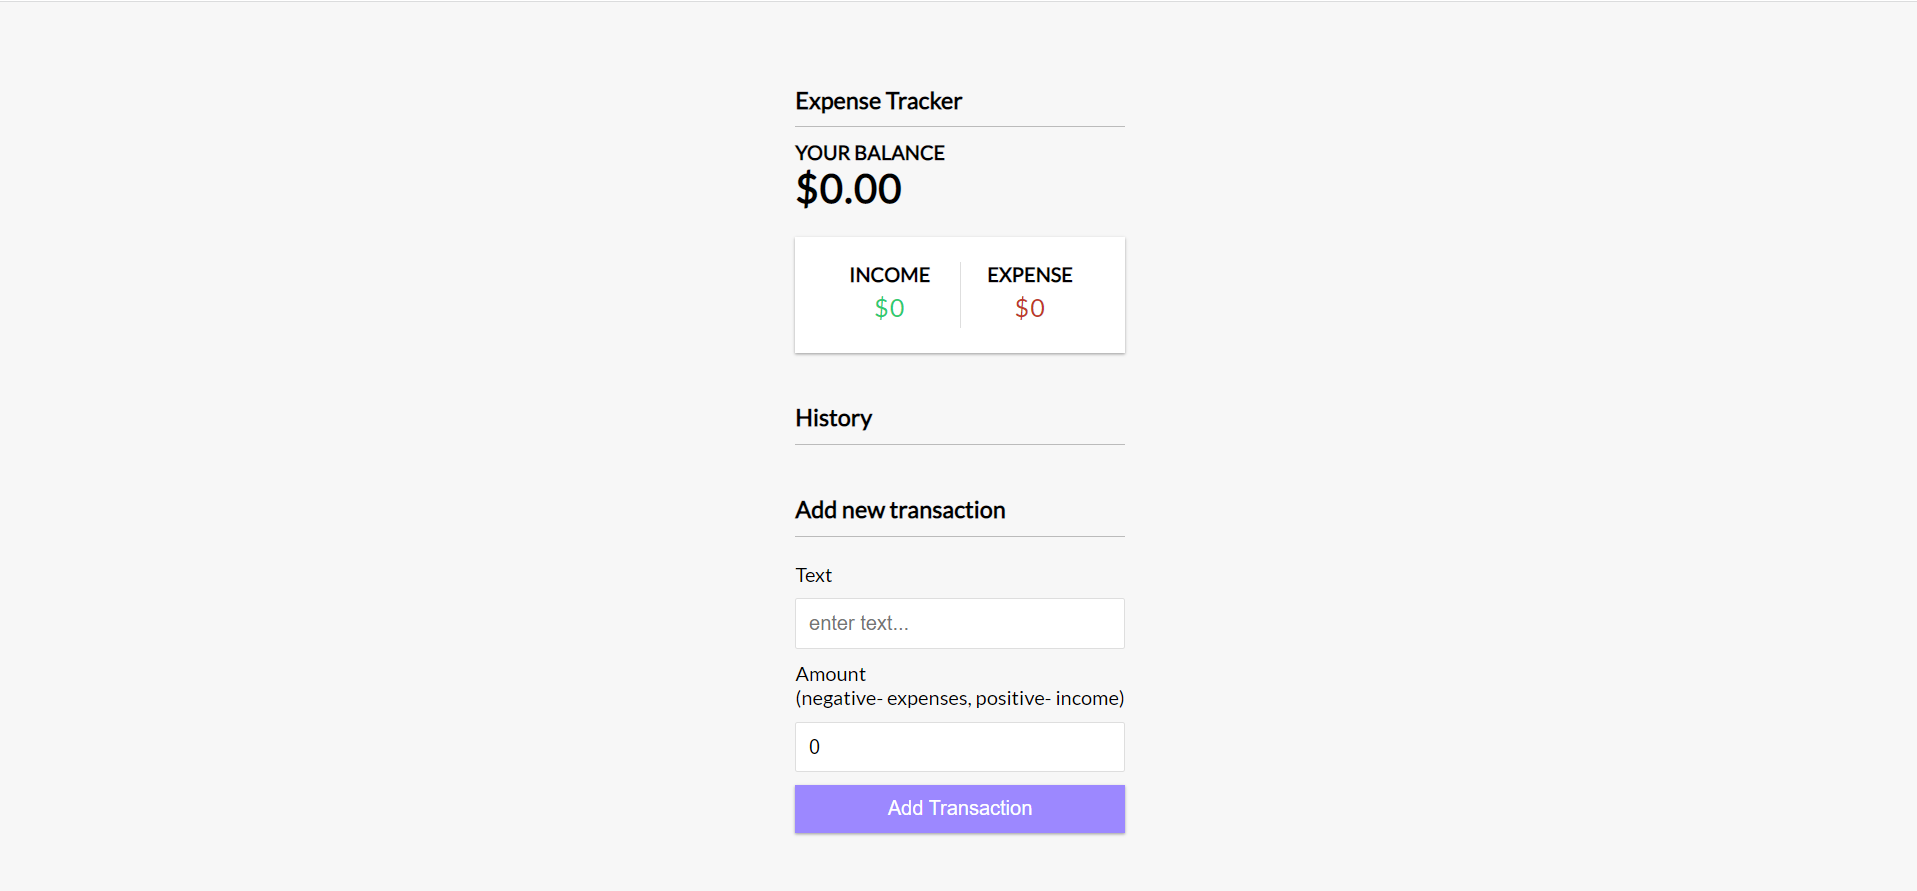 Expense Tracker
YOUR BALANCE
$0.00
INCOME
$0
EXPENSE
$0
History
Add new transaction
Text
enter text...
Amount
(negative- expenses, positive- income)
0
Add Transaction